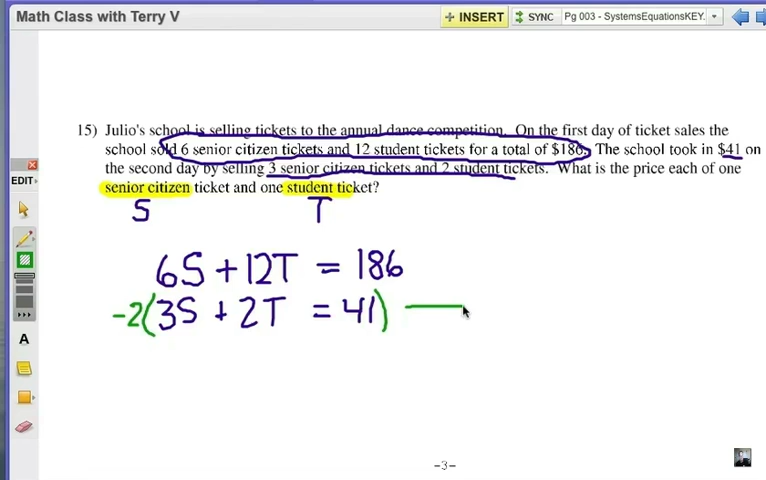 Math Class with Terry V
INSERT
SYNC
Pg 003 - SystemsEquationsKEY.
15) Julio's school is selling tickets to the annual dance competition. On the first day of ticket sales the
school sold 6 senior citizen tickets and 12 student tickets for a total of $186. The school took in $41 on
the second day by selling 3 senior citizen tickets and 2 student tickets. What is the price each of one
senior citizen ticket and one student ticket?
S T
6S + 12T = 186
-2(3S + 2T = 41)
EDIT
A
-3-